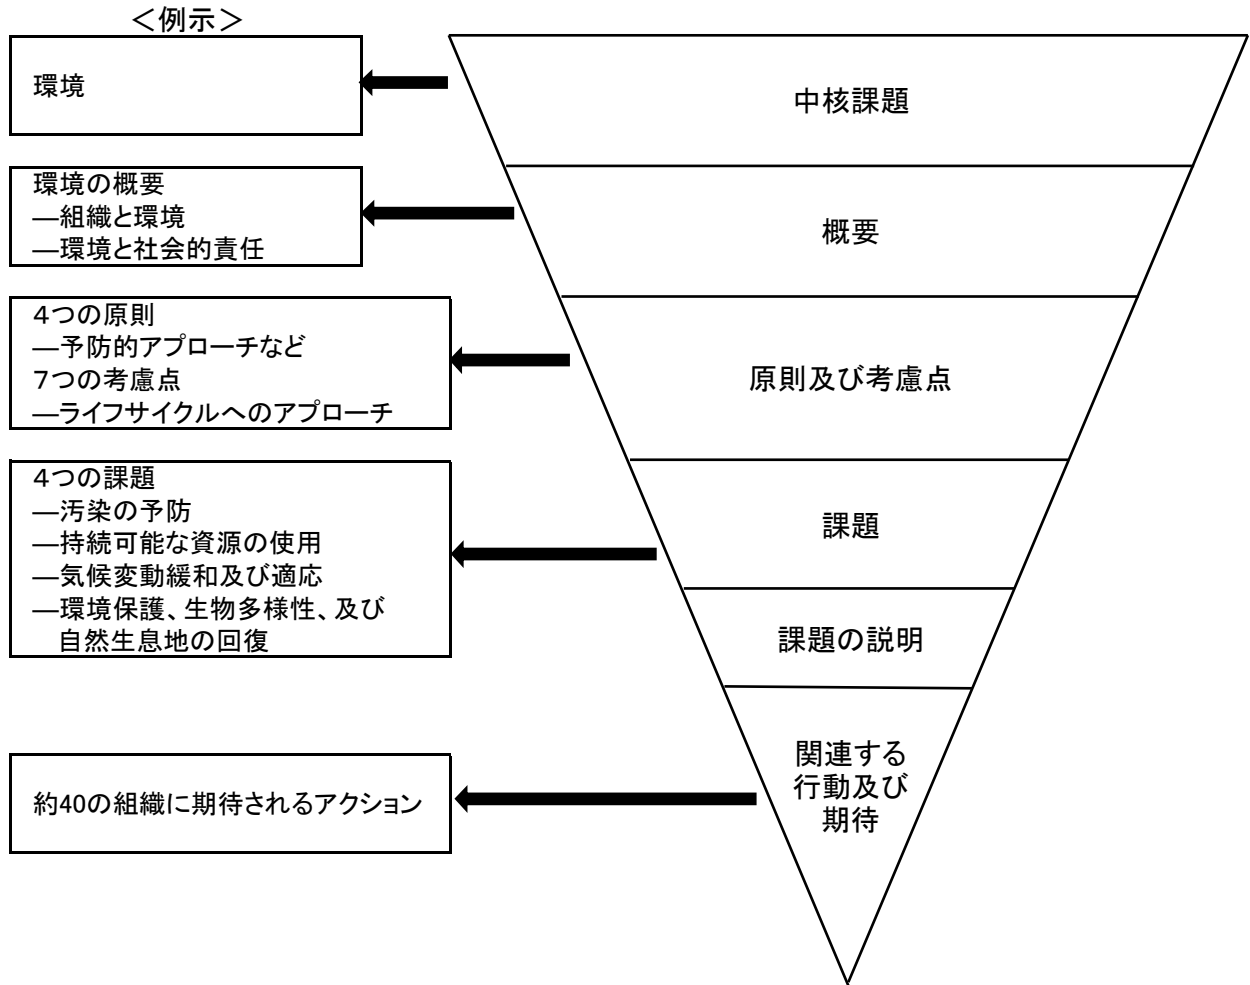 ＜例示＞
環境
中核課題
環境の概要
―組織と環境
―環境と社会的責任
概要
４つの原則
―予防的アプローチなど
７つの考慮点
―ライフサイクルへのアプローチ
原則及び考慮点
４つの課題
―汚染の予防
―持続可能な資源の使用
―気候変動緩和及び適応
―環境保護、生物多様性、及び
自然生息地の回復
課題
課題の説明
約40の組織に期待されるアクション
関連する
行動及び
期待